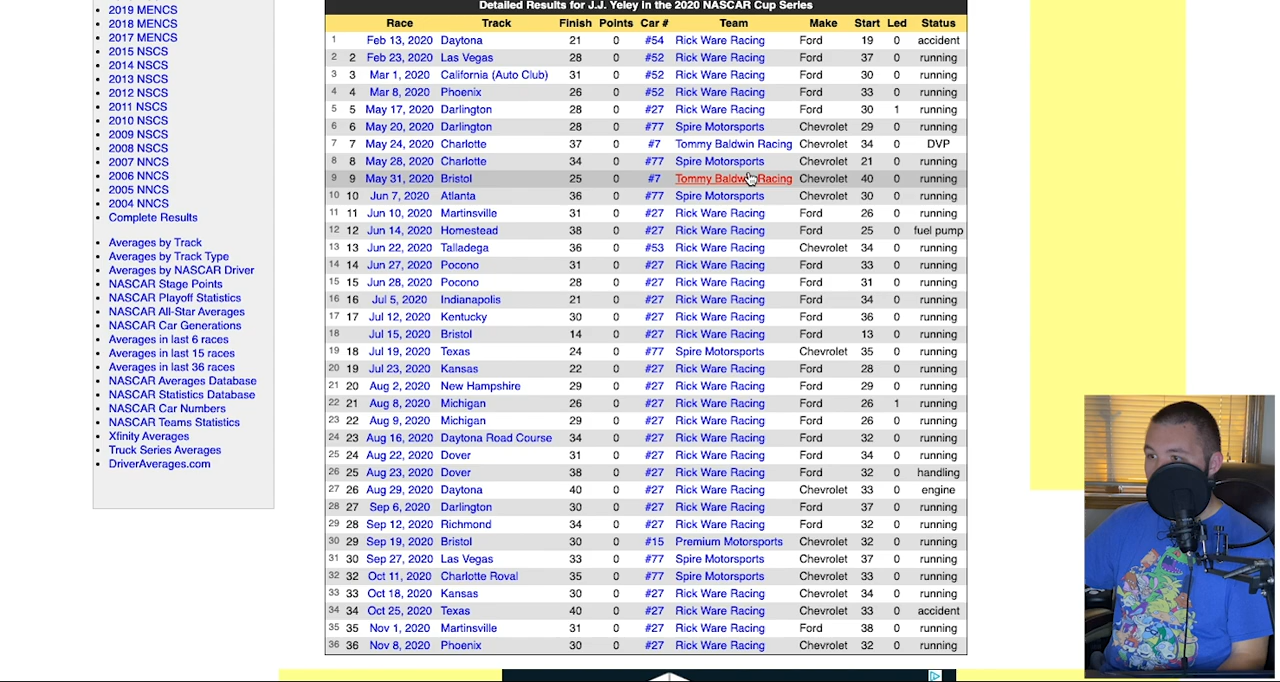 2019 MENCS
2018 MENCS
2017 MENCS
2015 NSCS
2014 NSCS
2013 NSCS
2012 NSCS
2011 NSCS
2010 NSCS
2009 NSCS
2008 NSCS
2007 NNCS
2006 NNCS
2005 NNCS
2004 NNCS
Complete Results
Averages by Track
Averages by Track Type
Averages by NASCAR Driver
NASCAR Stage Points
NASCAR Playoff Statistics
NASCAR All-Star Averages
NASCAR Car Generations
Averages in last 6 races
Averages in last 15 races
Averages in last 36 races
NASCAR Averages Database
NASCAR Statistics Database
NASCAR Car Numbers
NASCAR Teams Statistics
Xfinity Averages
Truck Series Averages
DriverAverages.com
Detailed Results for J.J. Yeley in the 2020 NASCAR Cup Series
Race Track Finish Points Car # Team Make Start Led Status
1 Feb 13, 2020 Daytona 21 0 #54 Rick Ware Racing Ford 19 0 accident
2 2 Feb 23, 2020 Las Vegas 28 0 #52 Rick Ware Racing Ford 37 0 running
3 3 Mar 1, 2020 California (Auto Club) 31 0 #52 Rick Ware Racing Ford 30 0 running
4 4 Mar 8, 2020 Phoenix 26 0 #52 Rick Ware Racing Ford 33 0 running
5 5 May 17, 2020 Darlington 28 0 #27 Rick Ware Racing Ford 30 1 running
6 6 May 20, 2020 Darlington 28 0 #77 Spire Motorsports Chevrolet 29 0 running
7 7 May 24, 2020 Charlotte 37 0 #7 Tommy Baldwin Racing Chevrolet 34 0 DVP
8 8 May 28, 2020 Charlotte 34 0 #77 Spire Motorsports Chevrolet 21 0 running
9 9 May 31, 2020 Bristol 25 0 #7 Tommy Baldwin Racing Chevrolet 40 0 running
10 10 Jun 7, 2020 Atlanta 36 0 #77 Spire Motorsports Chevrolet 30 0 running
11 11 Jun 10, 2020 Martinsville 31 0 #27 Rick Ware Racing Ford 26 0 running
12 12 Jun 14, 2020 Homestead 38 0 #27 Rick Ware Racing Ford 25 0 fuel pump
13 13 Jun 22, 2020 Talladega 36 0 #53 Rick Ware Racing Chevrolet 34 0 running
14 14 Jun 27, 2020 Pocono 31 0 #27 Rick Ware Racing Ford 33 0 running
15 15 Jun 28, 2020 Pocono 28 0 #27 Rick Ware Racing Ford 31 0 running
16 16 Jul 5, 2020 Indianapolis 21 0 #27 Rick Ware Racing Ford 34 0 running
17 17 Jul 12, 2020 Kentucky 30 0 #27 Rick Ware Racing Ford 36 0 running
18 Jul 15, 2020 Bristol 14 0 #27 Rick Ware Racing Ford 13 0 running
19 18 Jul 19, 2020 Texas 24 0 #77 Spire Motorsports Chevrolet 35 0 running
20 19 Jul 23, 2020 Kansas 22 0 #27 Rick Ware Racing Ford 28 0 running
21 20 Aug 2, 2020 New Hampshire 29 0 #27 Rick Ware Racing Ford 29 0 running
22 21 Aug 8, 2020 Michigan 26 0 #27 Rick Ware Racing Ford 26 1 running
23 22 Aug 9, 2020 Michigan 29 0 #27 Rick Ware Racing Ford 26 0 running
24 23 Aug 16, 2020 Daytona Road Course 34 0 #27 Rick Ware Racing Ford 32 0 running
25 24 Aug 22, 2020 Dover 31 0 #27 Rick Ware Racing Ford 34 0 running
26 25 Aug 23, 2020 Dover 38 0 #27 Rick Ware Racing Ford 32 0 handling
27 26 Aug 29, 2020 Daytona 40 0 #27 Rick Ware Racing Chevrolet 33 0 engine
28 27 Sep 6, 2020 Darlington 30 0 #27 Rick Ware Racing Ford 37 0 running
29 28 Sep 12, 2020 Richmond 34 0 #27 Rick Ware Racing Ford 32 0 running
30 29 Sep 19, 2020 Bristol 30 0 #15 Premium Motorsports Chevrolet 32 0 running
31 30 Sep 27, 2020 Las Vegas 33 0 #77 Spire Motorsports Chevrolet 37 0 running
32 32 Oct 11, 2020 Charlotte Roval 35 0 #77 Spire Motorsports Chevrolet 33 0 running
33 33 Oct 18, 2020 Kansas 30 0 #27 Rick Ware Racing Chevrolet 34 0 running
34 34 Oct 25, 2020 Texas 40 0 #27 Rick Ware Racing Chevrolet 33 0 accident
35 35 Nov 1, 2020 Martinsville 31 0 #27 Rick Ware Racing Ford 38 0 running
36 36 Nov 8, 2020 Phoenix 30 0 #27 Rick Ware Racing Chevrolet 32 0 running